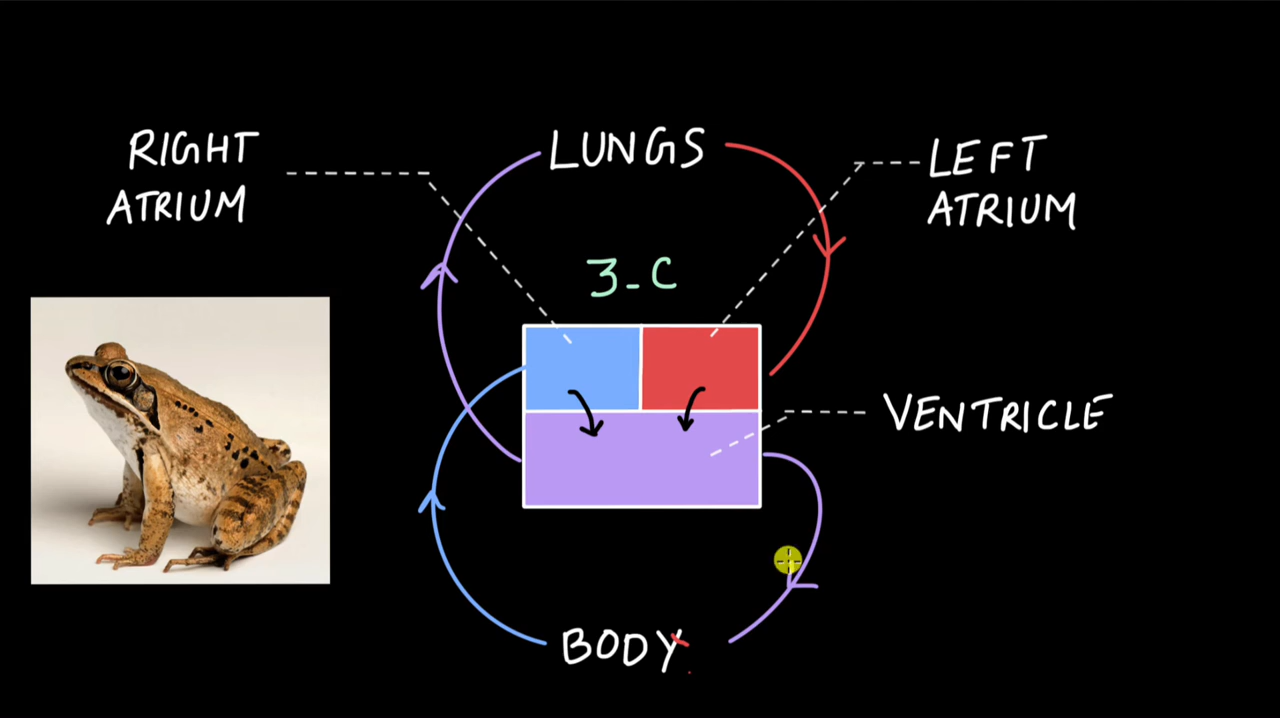 RIGHT
ATRIUM
LUNGS
LEFT
ATRIUM
3-C
VENTRICLE
BODY